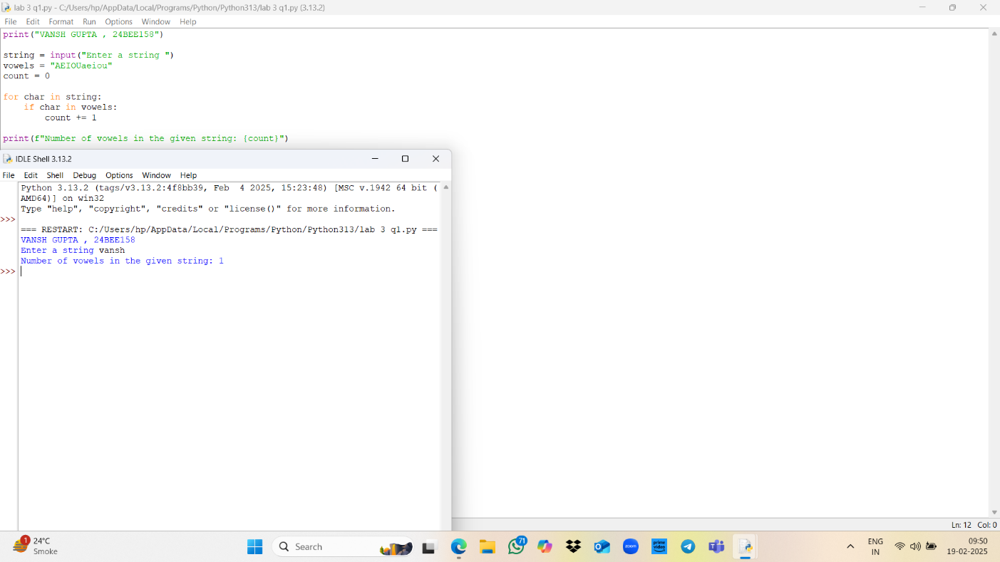 lab 3 q1.py - C:/Users/hp/AppData/Local/Programs/Python/Python313/lab 3 q1.py (3.13.2)
File Edit Format Run Options Window Help
print("VANSH GUPTA , 24BEE158")
string = input("Enter a string ")
vowels = "AEIOUaeiou"
count = 0
for char in string:
    if char in vowels:
        count += 1
print(f"Number of vowels in the given string: {count}")
IDLE Shell 3.13.2
File Edit Shell Debug Options Window Help
Python 3.13.2 (tags/v3.13.2:4f8bb39, Feb  4 2025, 15:23:48) [MSC v.1942 64 bit (
AMD64)] on win32
Type "help", "copyright", "credits" or "license()" for more information.
>>>
=== RESTART: C:/Users/hp/AppData/Local/Programs/Python/Python313/lab 3 q1.py ===
VANSH GUPTA , 24BEE158
Enter a string vansh
Number of vowels in the given string: 1
>>>
Ln: 12 Col: 0
1
24°C
Smoke
Search
71
zoom
prime video
ENG
IN
09:50
19-02-2025